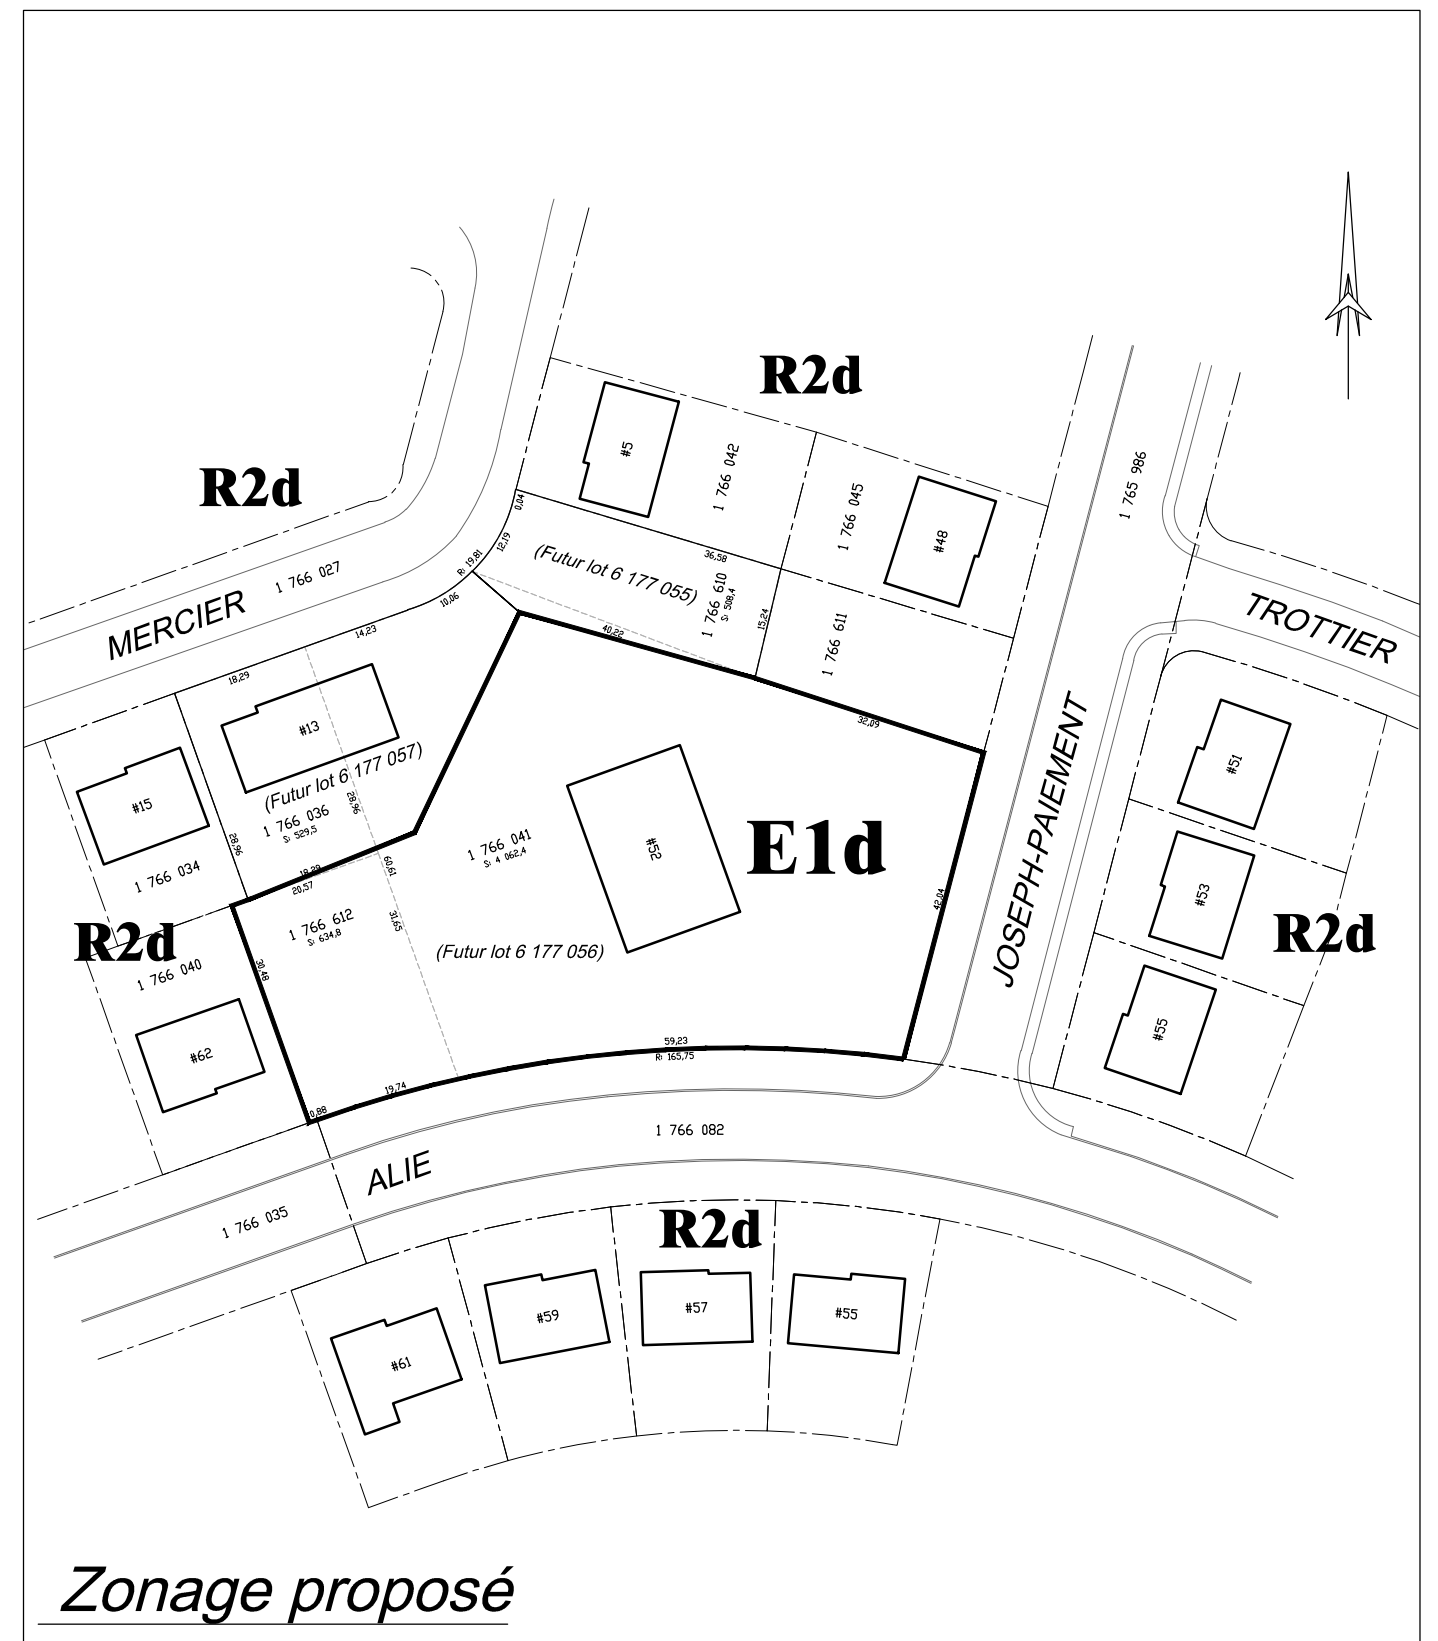 R2d
#5
1 766 042
1 766 045
#48
1 765 986
R2d
0,04
12,19
R: 19,81
10,06
14,23
18,29
(Futur lot 6 177 055)
36,58
1 766 610
S: 508,4
15,24
40,22
1 766 611
32,09
1 766 027
MERCIER
TROTTIER
#13
(Futur lot 6 177 057)
1 766 036
S: 529,5
28,96
28,96
#15
1 766 034
18,29
20,57
60,61
31,65
1 766 041
S: 4 062,4
#52
E1d
42,04
JOSEPH-PAIEMENT
#51
#53
R2d
#55
R2d
1 766 040
#62
30,48
1 766 612
S: 634,8
(Futur lot 6 177 056)
59,23
R: 165,75
19,74
0,88
1 766 082
ALIE
1 766 035
R2d
#61
#59
#57
#55
Zonage proposé